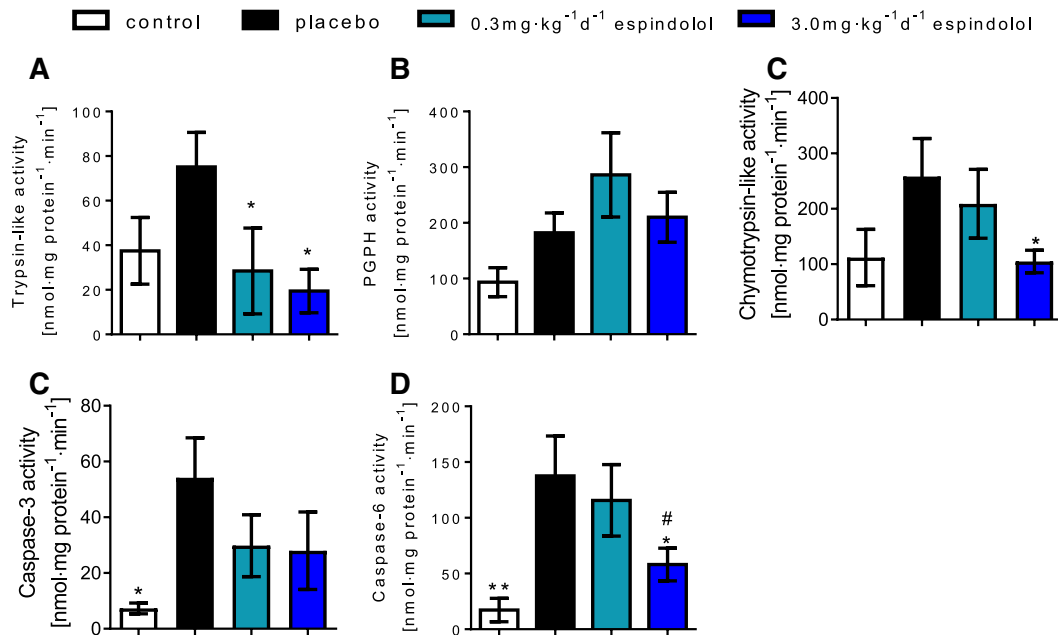 control placebo 0.3mg·kg⁻¹d⁻¹ espindolol 3.0mg·kg⁻¹d⁻¹ espindolol
A
Trypsin-like activity
[nmol·mg protein⁻¹·min⁻¹]
100
80
60
40
20
0
*
*
B
PGPH activity
[nmol·mg protein⁻¹·min⁻¹]
400
300
200
100
0
C
Chymotrypsin-like activity
[nmol·mg protein⁻¹·min⁻¹]
400
300
200
100
0
*
C
Caspase-3 activity
[nmol·mg protein⁻¹·min⁻¹]
80
60
40
20
0
*
D
Caspase-6 activity
[nmol·mg protein⁻¹·min⁻¹]
200
150
100
50
0
**
#
*